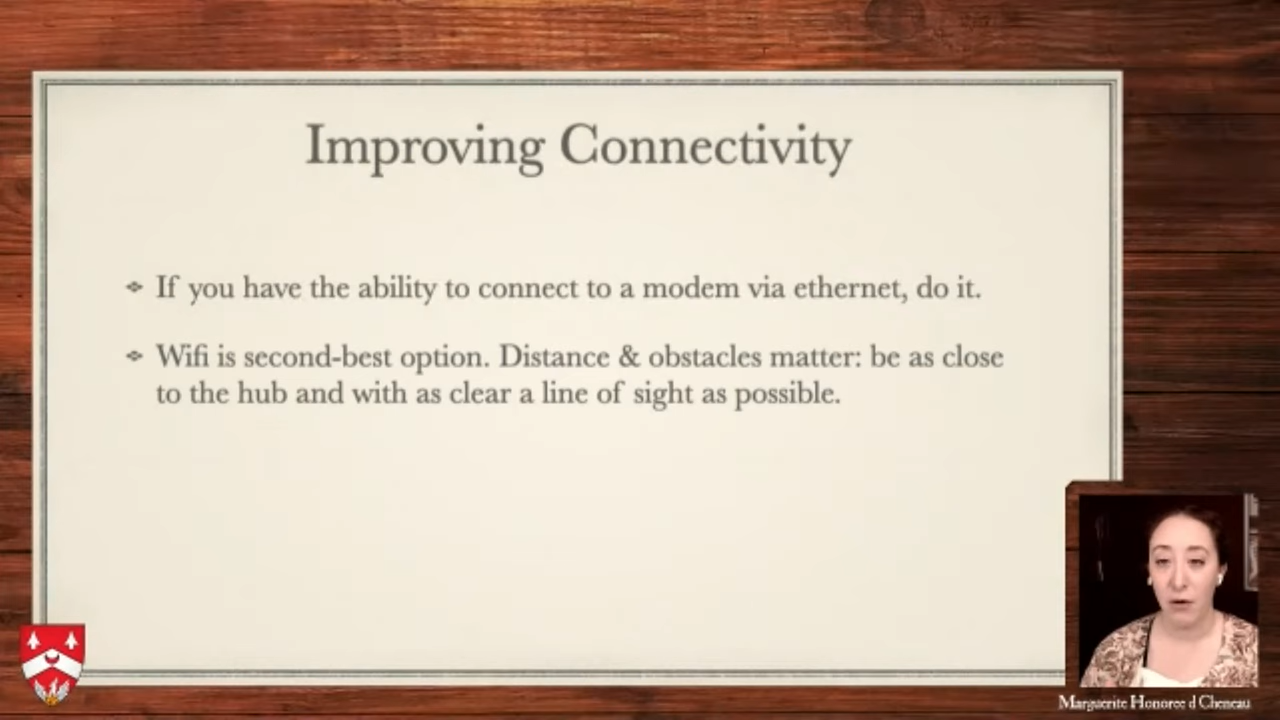 Improving Connectivity
If you have the ability to connect to a modem via ethernet, do it.
Wifi is second-best option. Distance & obstacles matter: be as close
to the hub and with as clear a line of sight as possible.
Marguerite Honoree d Cheneau